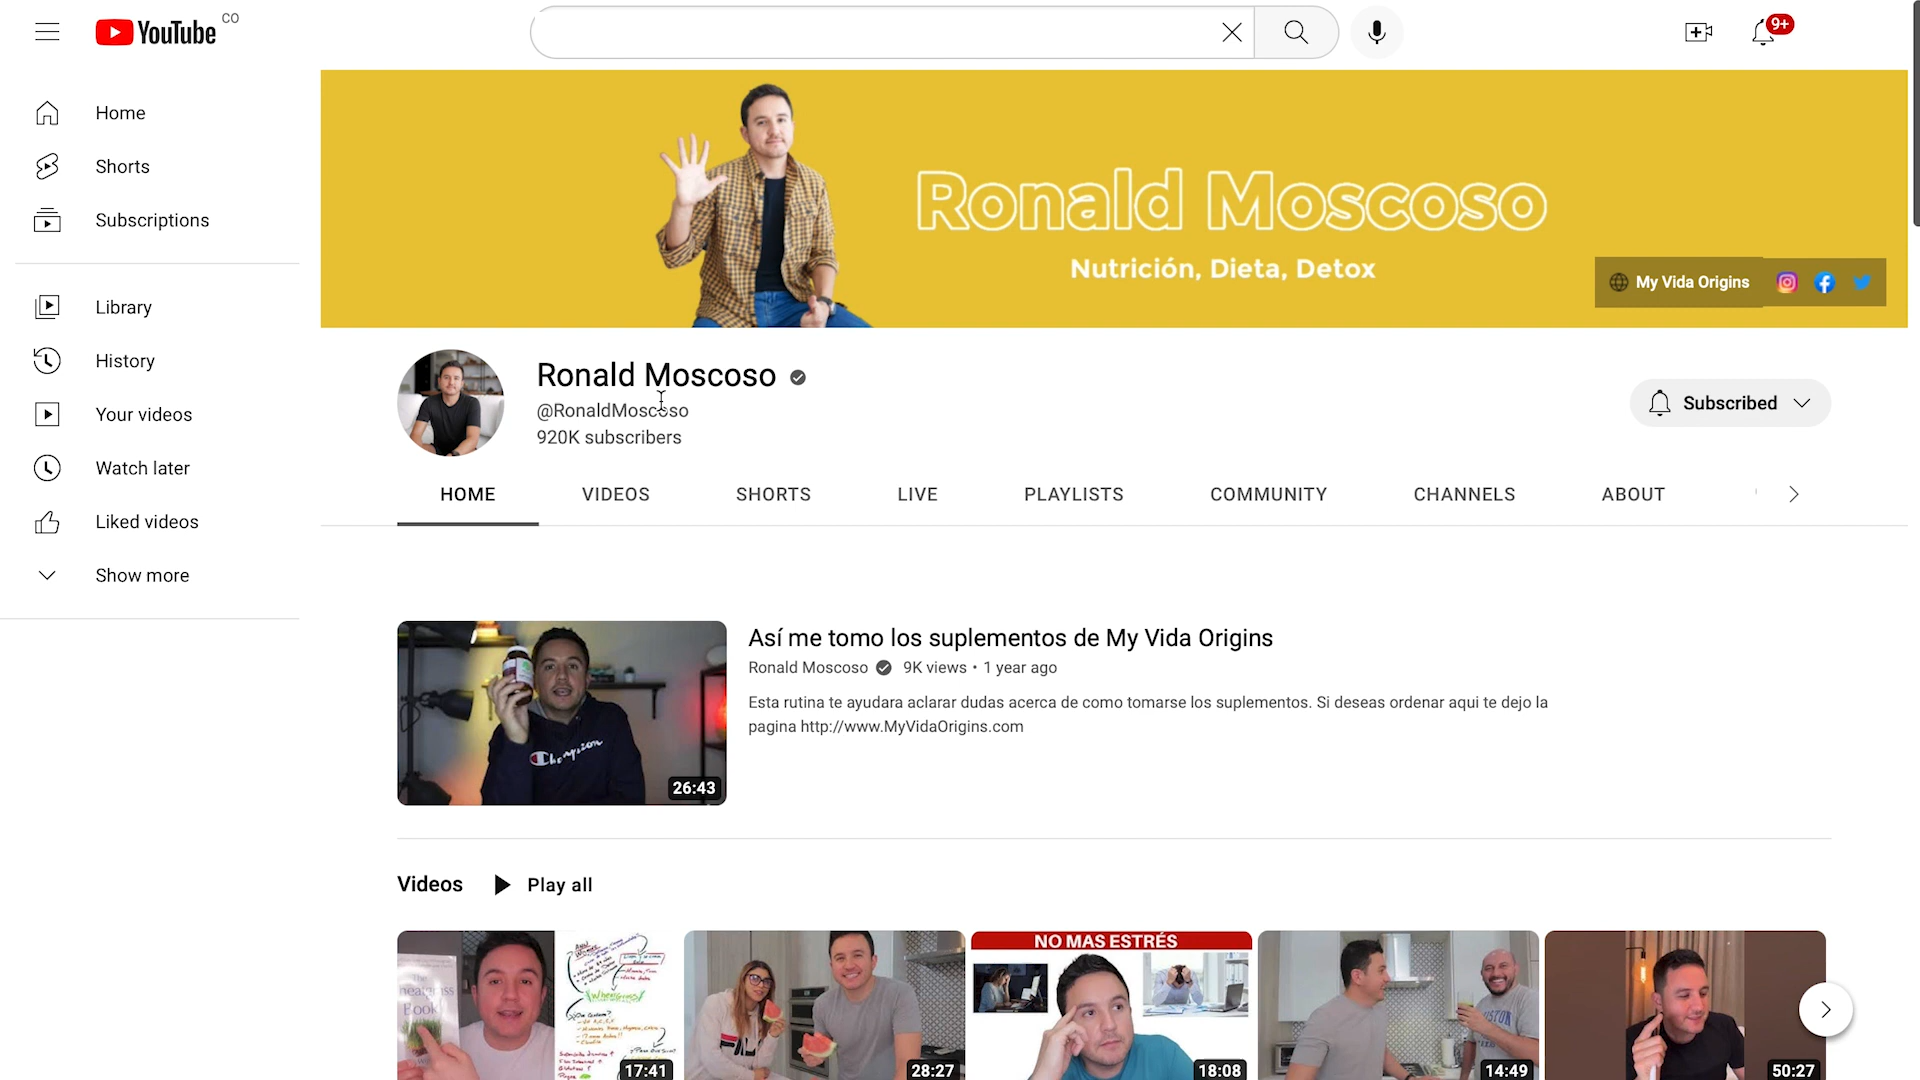 YouTube CO
9+
Home
Shorts
Subscriptions
Library
History
Your videos
Watch later
Liked videos
Show more
Ronald Moscoso
Nutrición, Dieta, Detox
My Vida Origins
Ronald Moscoso
@RonaldMoscoso
920K subscribers
Subscribed
HOME VIDEOS SHORTS LIVE PLAYLISTS COMMUNITY CHANNELS ABOUT
Champion
26:43
Así me tomo los suplementos de My Vida Origins
Ronald Moscoso 9K views • 1 year ago
Esta rutina te ayudara aclarar dudas acerca de como tomarse los suplementos. Si deseas ordenar aqui te dejo la
pagina http://www.MyVidaOrigins.com
Videos Play all
The
Book
17:41
28:27
NO MAS ESTRÉS
18:08
14:49
50:27